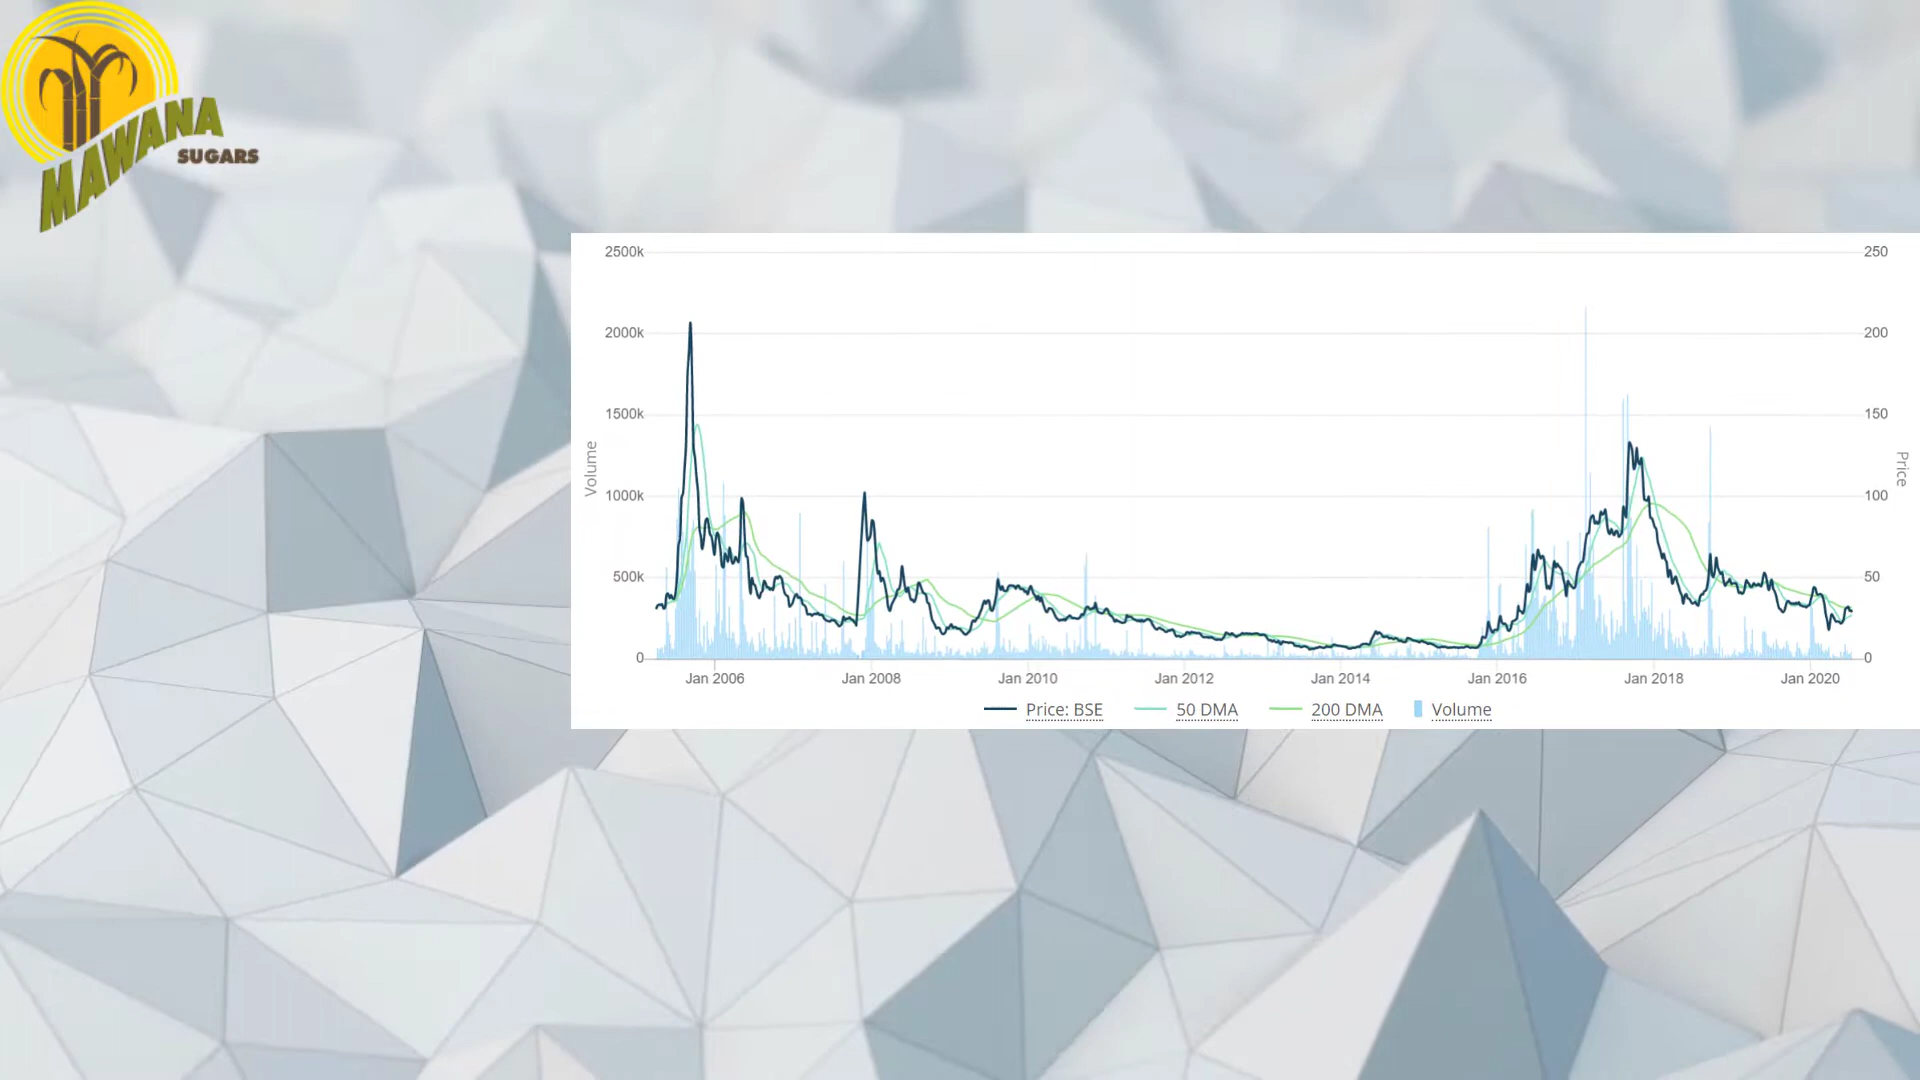 MAWANA
SUGARS
2500k
250
2000k
200
1500k
150
Volume
Price
1000k
100
500k
50
0
0
Jan 2006
Jan 2008
Jan 2010
Jan 2012
Jan 2014
Jan 2016
Jan 2018
Jan 2020
Price: BSE
50 DMA
200 DMA
Volume